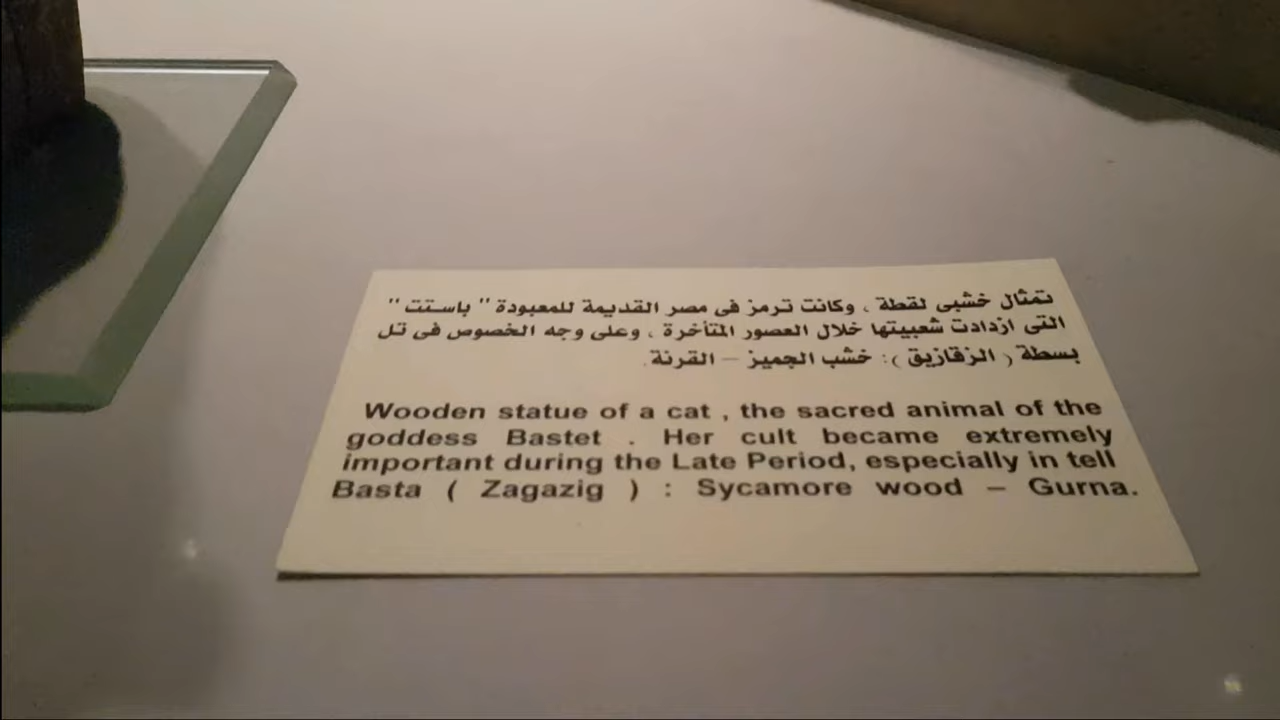 تمثال خشبى لقطة ، وكانت ترمز فى مصر القديمة للمعبودة " باستت "
التى ازدادت شعبيتها خلال العصور المتأخرة ، وعلى وجه الخصوص فى تل
بسطة ( الزقازيق ): خشب الجميز – القرنة.
Wooden statue of a cat , the sacred animal of the
goddess Bastet . Her cult became extremely
important during the Late Period, especially in tell
Basta ( Zagazig ) : Sycamore wood – Gurna.